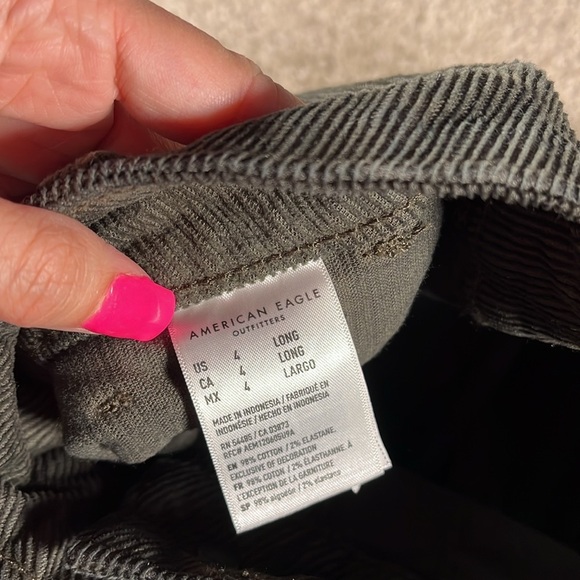 AMERICAN EAGLE
OUTFITTERS
US 4 LONG
CA 4 LONG
MX 4 LARGO
MADE IN INDONESIA / FABRIQUÉ EN
INDONÉSIE / HECHO EN INDONESIA
RN 54485 / CA 03873
RFC# AEM120605U9A
EN 98% COTTON / 2% ELASTANE.
EXCLUSIVE OF DECORATION
FR 98% COTON / 2% ÉLASTHANNE. À
L'EXCEPTION DE LA GARNITURE
SP 98% algodón / 2% elastano